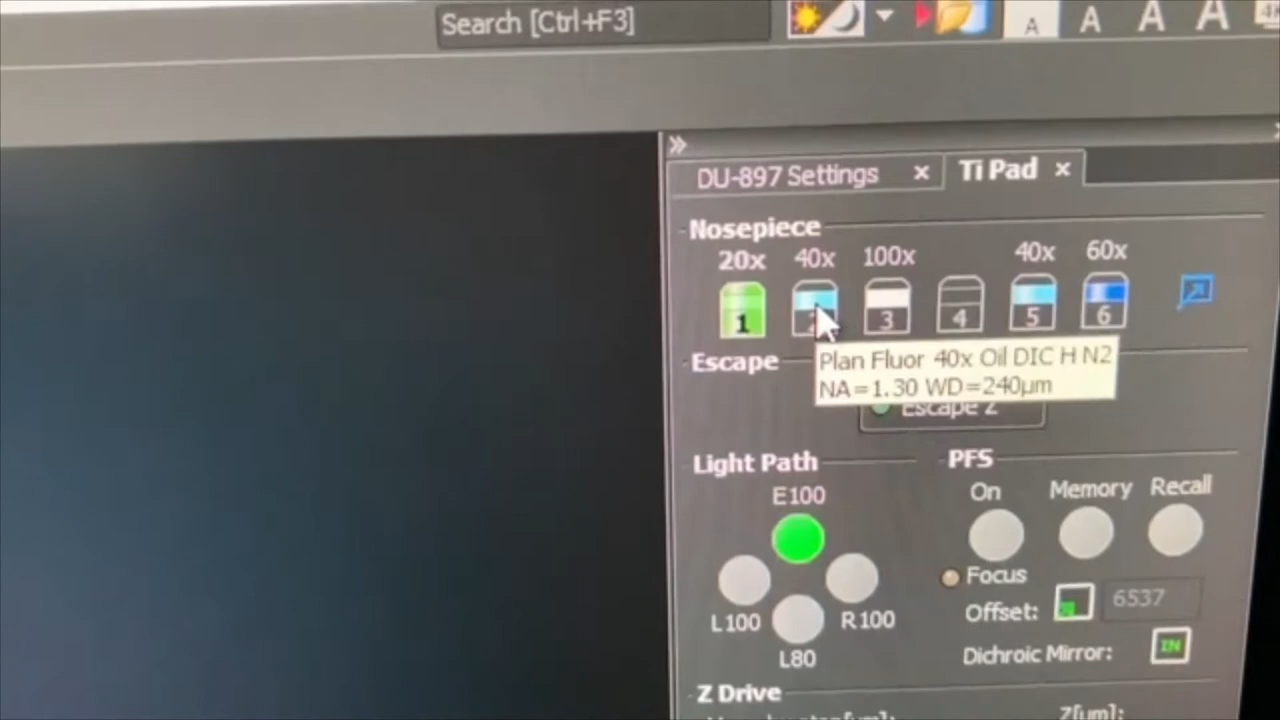 Search [Ctrl+F3]
A A A A
DU-897 Settings × Ti Pad ×
Nosepiece
20x 40x 100x 40x 60x
1 2 3 4 5 6
Plan Fluor 40x Oil DIC H N2
NA=1.30 WD=240µm
Escape
Escape Z
Light Path
E100
L100
R100
L80
PFS
On Memory Recall
Focus
Offset: 6537
Dichroic Mirror: IN
Z Drive
Z[µm]: